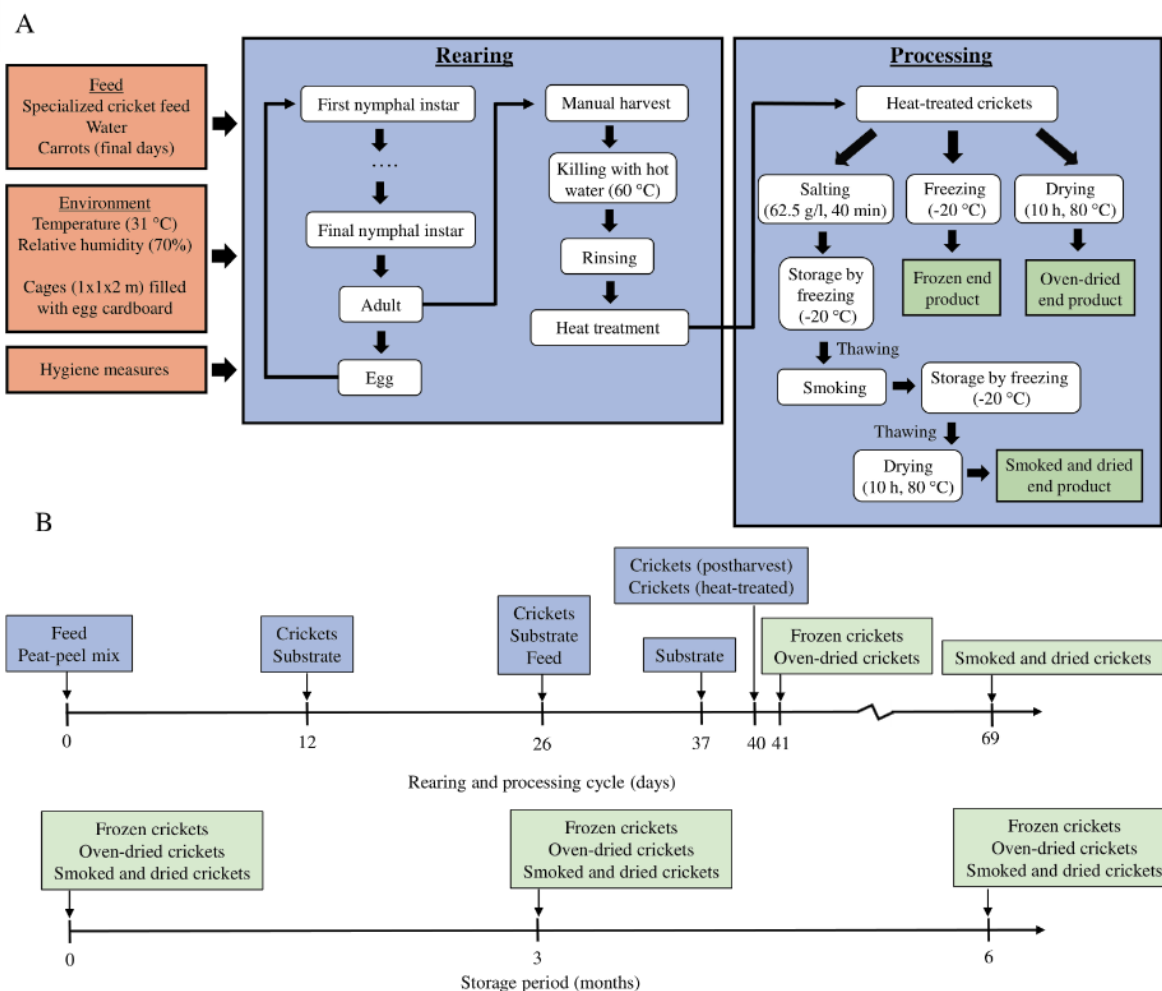 A
Feed
Specialized cricket feed
Water
Carrots (final days)
Environment
Temperature (31 °C)
Relative humidity (70%)
Cages (1x1x2 m) filled
with egg cardboard
Hygiene measures
Rearing
First nymphal instar
....
Final nymphal instar
Adult
Egg
Manual harvest
Killing with hot
water (60 °C)
Rinsing
Heat treatment
Processing
Heat-treated crickets
Salting
(62.5 g/l, 40 min)
Freezing
(-20 °C)
Drying
(10 h, 80 °C)
Storage by
freezing
(-20 °C)
Frozen end
product
Oven-dried
end product
Thawing
Smoking
Storage by freezing
(-20 °C)
Thawing
Drying
(10 h, 80 °C)
Smoked and dried
end product
B
Feed
Peat-peel mix
Crickets
Substrate
Crickets
Substrate
Feed
Substrate
Crickets (postharvest)
Crickets (heat-treated)
Frozen crickets
Oven-dried crickets
Smoked and dried crickets
0
12
26
37
40
41
69
Rearing and processing cycle (days)
Frozen crickets
Oven-dried crickets
Smoked and dried crickets
Frozen crickets
Oven-dried crickets
Smoked and dried crickets
Frozen crickets
Oven-dried crickets
Smoked and dried crickets
0
3
6
Storage period (months)